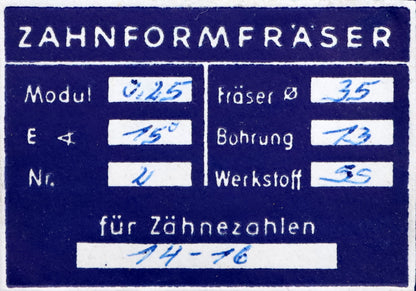 ZAHNFORMFRÄSER
Modul 0,25
E ∢ 15°
Nr. 2
Fräser Ø 35
Bohrung 13
Werkstoff SS
für Zähnezahlen
14-16